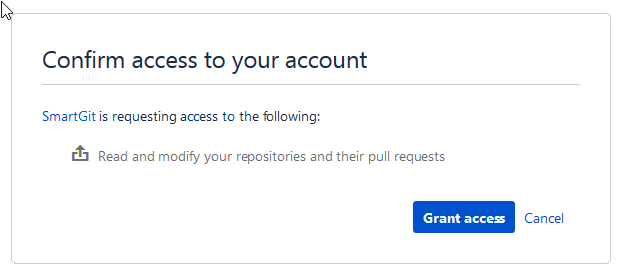 Confirm access to your account
SmartGit is requesting access to the following:
Read and modify your repositories and their pull requests
Grant access Cancel